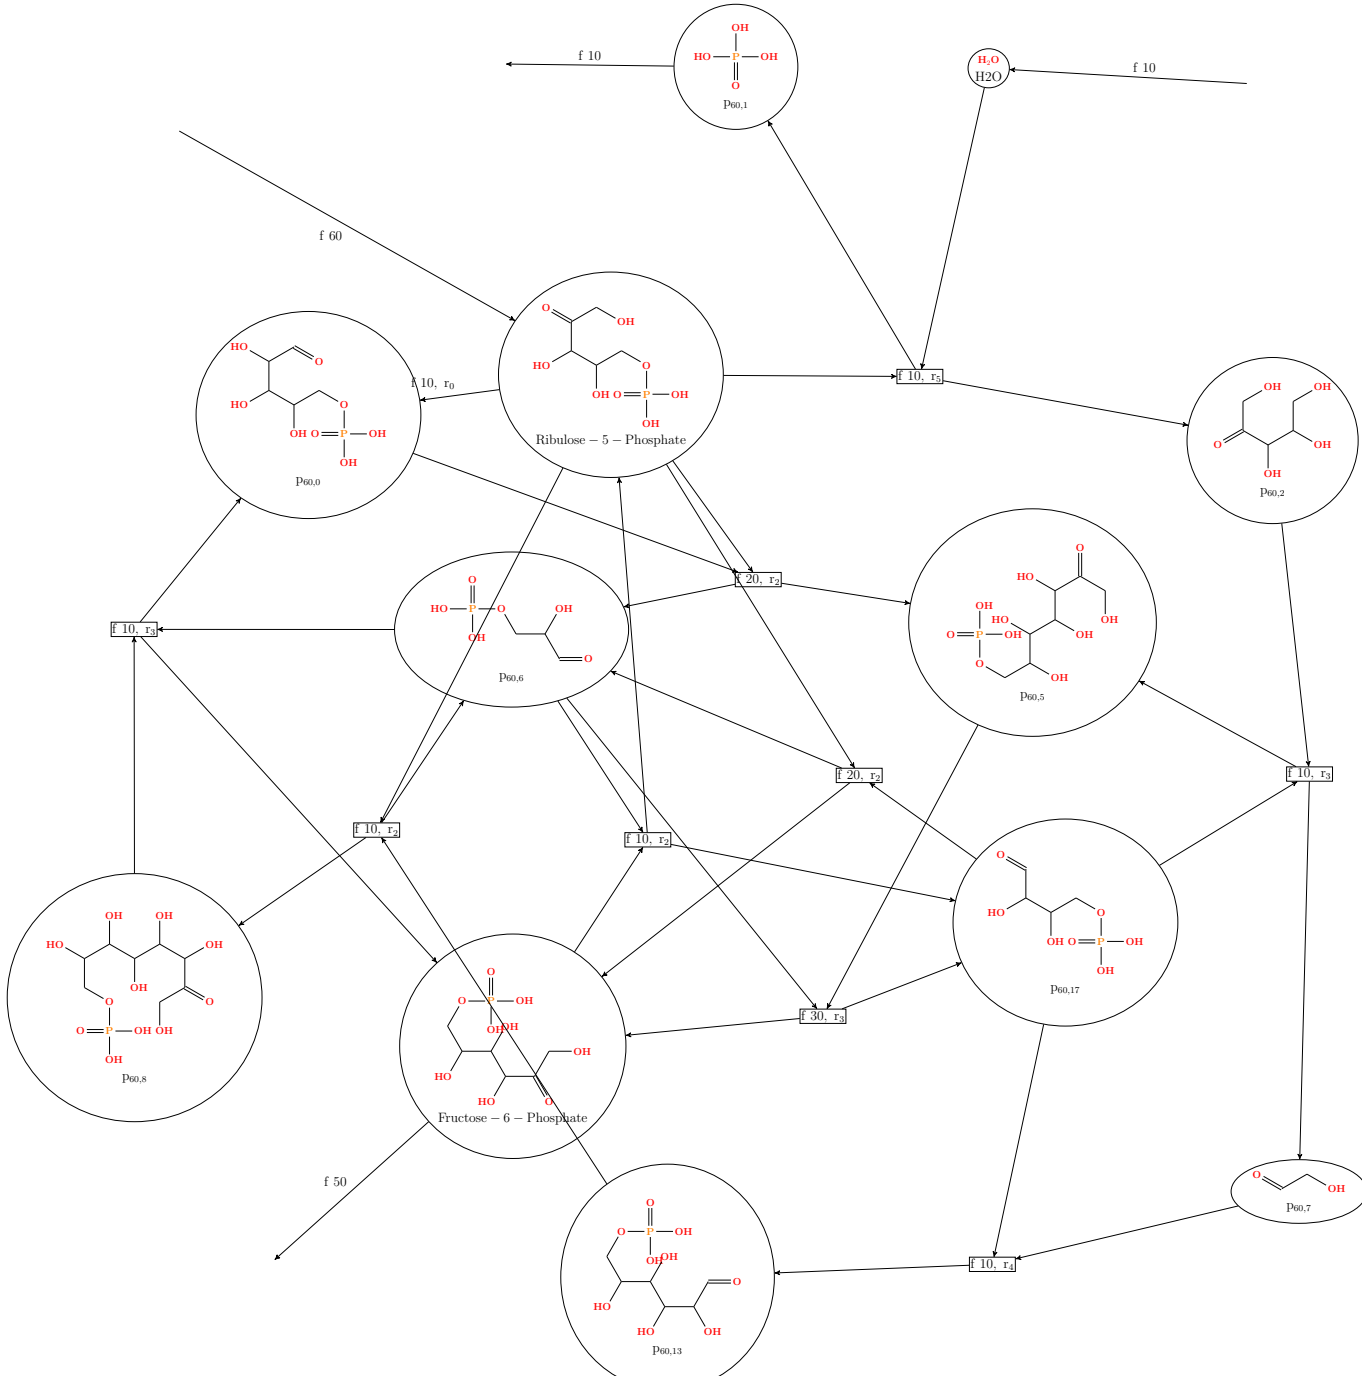 OH
HO P OH
O
p60,1
f 10
H₂O
H2O
f 10
f 60
O
OH
HO
O
OH O P OH
OH
Ribulose – 5 – Phosphate
f 10, r₀
HO
O
HO
O
OH O P OH
OH
p60,0
f 10, r₅
OH OH
O OH
OH
p60,2
f 20, r₂
O
HO P O OH
OH
O
p60,6
O
HO
OH
HO OH
OH
O P OH
O
OH
p60,5
f 10, r₃
f 20, r₂
f 10, r₃
f 10, r₂
f 10, r₂
O
HO
O
OH O P OH
OH
p60,17
OH OH
HO OH
OH
O
O
O P OH OH
OH
p60,8
O
O P OH
OH OH
OH
HO
HO O
Fructose – 6 – Phosphate
f 30, r₃
f 50
O
OH
p60,7
f 10, r₄
O
O P OH
OH OH
O
HO
HO OH
p60,13